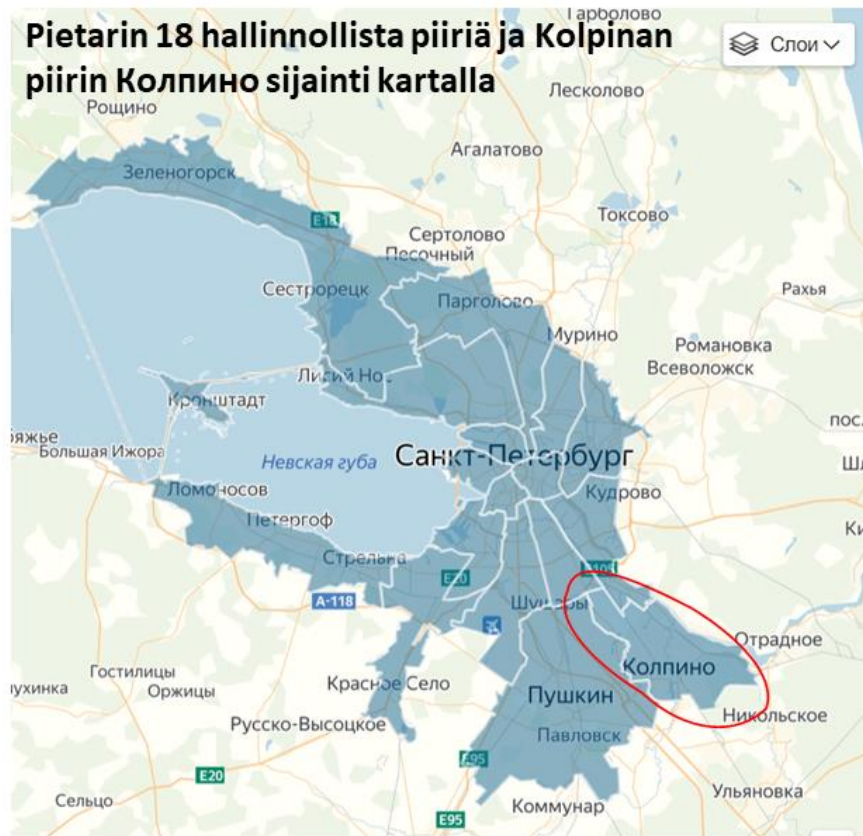 Pietarin 18 hallinnollista piiriä ja Kolpinan
piirin Колпино sijainti kartalla
Гарболово
Слои
Рощино
Лесколово
Зеленогорск
Агалатово
Токсово
E18
Сертолово
Песочный
Сестрорецк
Парголово
Рахья
Мурино
Романовка
Всеволожск
Лисий Нос
Кронштадт
Большая Ижора
Невская губа
Санкт-Петербург
Ломоносов
Кудрово
Петергоф
Стрельна
E20
А-118
Шушары
Отрадное
Гостилицы
Оржицы
Красное Село
Колпино
Пушкин
Никольское
Русско-Высоцкое
Павловск
E20
E95
Ульяновка
Сельцо
Коммунар
E95